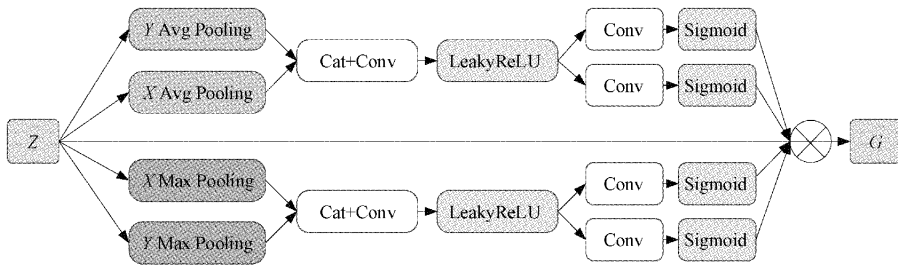 Y Avg Pooling
X Avg Pooling
Cat+Conv
LeakyReLU
Conv
Sigmoid
Conv
Sigmoid
Z
G
X Max Pooling
Y Max Pooling
Cat+Conv
LeakyReLU
Conv
Sigmoid
Conv
Sigmoid